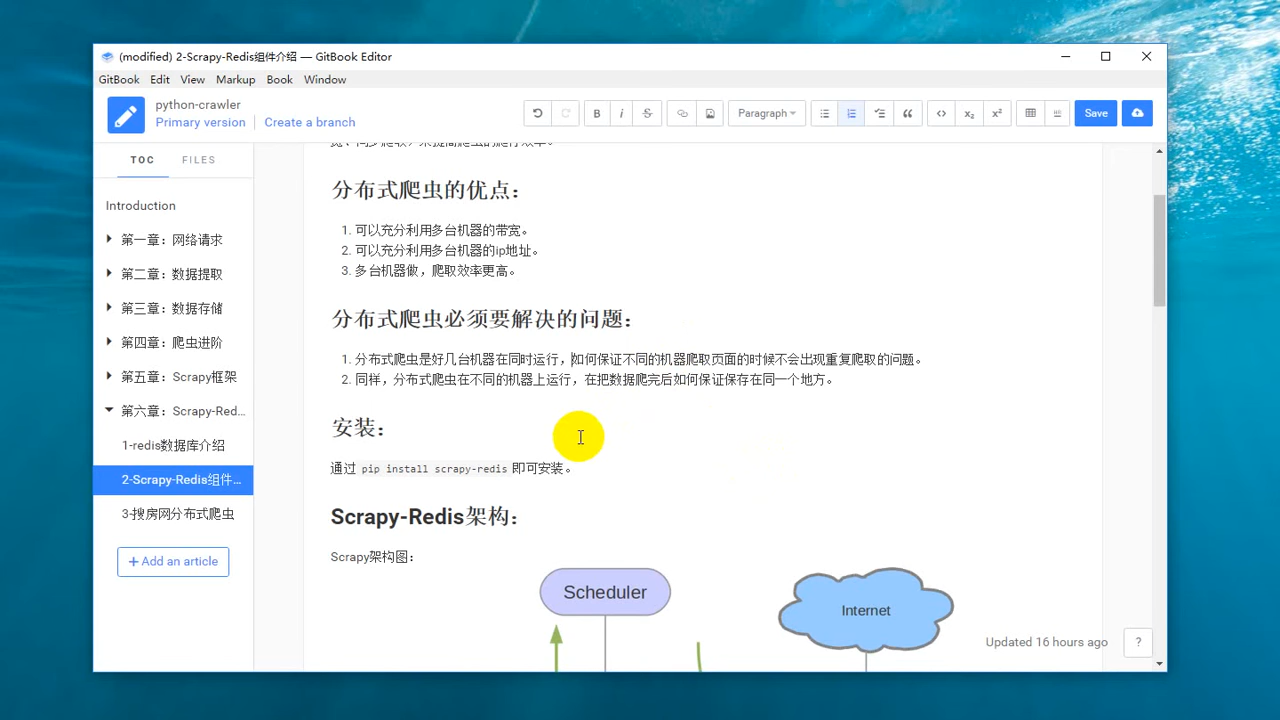 (modified) 2-Scrapy-Redis组件介绍 — GitBook Editor
GitBook Edit View Markup Book Window
python-crawler
Primary version Create a branch
B i S Paragraph x₂ x² Save
TOC FILES
Introduction
第一章：网络请求
第二章：数据提取
第三章：数据存储
第四章：爬虫进阶
第五章：Scrapy框架
第六章：Scrapy-Red...
1-redis数据库介绍
2-Scrapy-Redis组件...
3-搜房网分布式爬虫
+ Add an article
分布式爬虫的优点：
1. 可以充分利用多台机器的带宽。
2. 可以充分利用多台机器的ip地址。
3. 多台机器做，爬取效率更高。
分布式爬虫必须要解决的问题：
1. 分布式爬虫是好几台机器在同时运行，如何保证不同的机器爬取页面的时候不会出现重复爬取的问题。
2. 同样，分布式爬虫在不同的机器上运行，在把数据爬完后如何保证保存在同一个地方。
安装：
通过 pip install scrapy-redis 即可安装。
Scrapy-Redis架构：
Scrapy架构图：
Scheduler
Internet
Updated 16 hours ago ?